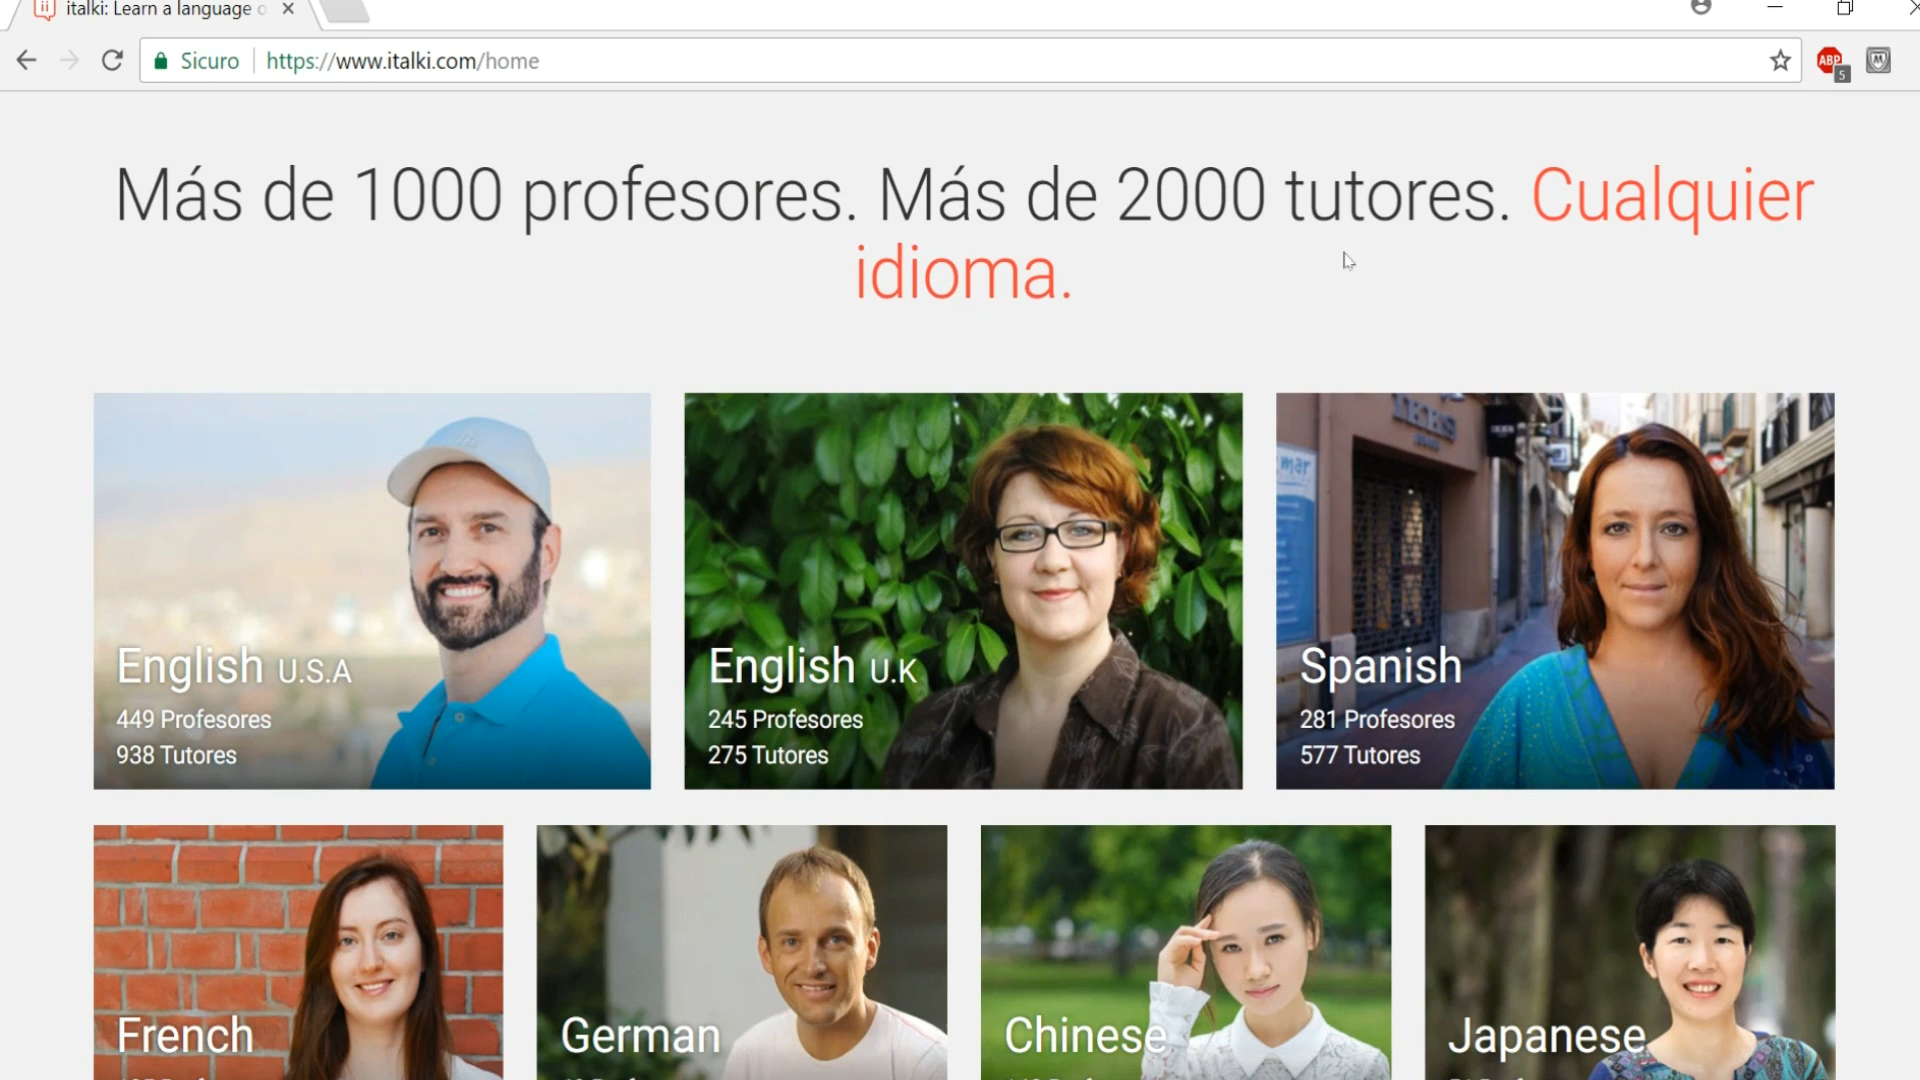 italki: Learn a language
Sicuro
https://www.italki.com/home
ABP
5
Más de 1000 profesores. Más de 2000 tutores. Cualquier
idioma.
English U.S.A
449 Profesores
938 Tutores
English U.K
245 Profesores
275 Tutores
Spanish
281 Profesores
577 Tutores
French
German
Chinese
Japanese